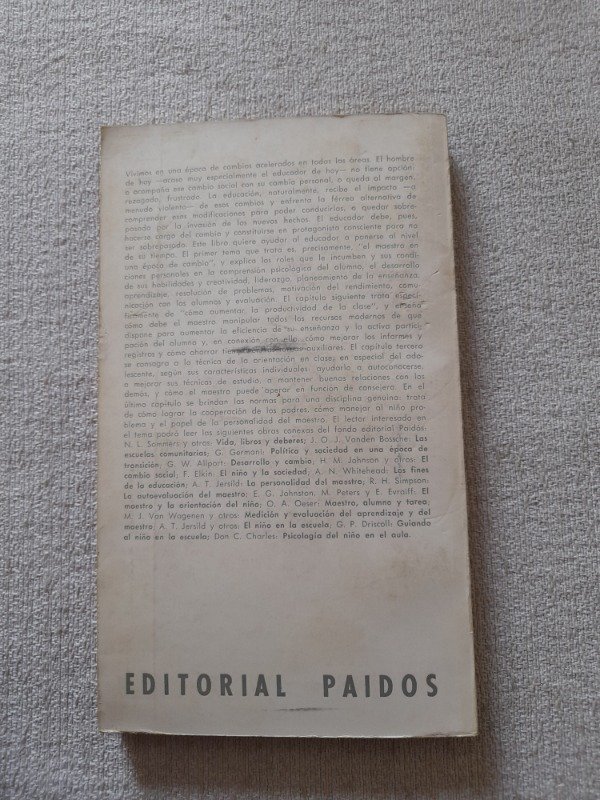 Vivimos en una época de cambios acelerados en todas las áreas. El hombre
de hoy —acaso muy especialmente el educador de hoy— no tiene opción:
o acompaña ese cambio social con su cambio personal, o queda al margen,
rezagado, frustrado. La educación, naturalmente, recibe el impacto —a
menudo violento— de esos cambios y enfrenta la férrea alternativa de
comprender esas modificaciones para poder conducirlas, o quedar sobre-
pasada por la invasión de los nuevos hechos. El educador debe, pues,
hacerse cargo del cambio y constituirse en protagonista consciente para no
ser sobrepasado. Este libro quiere ayudar al educador a ponerse al nivel
de su tiempo. El primer tema que trata es, precisamente, "el maestro en
una época de cambio", y explica los roles que le incumben y sus condi-
ciones personales en la comprensión psicológica del alumno, el desarrollo
de sus habilidades y creatividad, liderazgo, planeamiento de la enseñanza,
aprendizaje, resolución de problemas, motivación del rendimiento, comu-
nicación con los alumnos y evaluación. El capítulo siguiente trata especí-
ficamente de "cómo aumentar la productividad de la clase", y enseña
cómo debe el maestro manipular todos los recursos modernos de que
dispone para aumentar la eficiencia de su enseñanza y la activa partici-
pación del alumno y, en conexión con ello, cómo mejorar los informes y
registros y cómo ahorrar auxiliares. El capítulo tercero
se consagra a la técnica de la orientación en clase, en especial del ado-
lescente, según sus características individuales: ayudarlo a autoconocerse,
a mejorar sus técnicas de estudio, a mantener buenas relaciones con los
demás, y cómo el maestro puede apoyar en función de consejero. En el
último capítulo se brindan las normas para una disciplina genuina: trata
de cómo lograr la cooperación de los padres, cómo manejar al niño pro-
blema y el papel de la personalidad del maestro. El lector interesado en
el tema podrá leer las siguientes obras conexas del fondo editorial Paidós:
N. L. Sommers y otros: Vida, libros y deberes; J. O. J. Vanden Bossche: Las
escuelas comunitarias; G. Germani: Política y sociedad en una época de
transición; G. W. Allport: Desarrollo y cambio; H. M. Johnson y otros: El
cambio social; F. Elkin: El niño y la sociedad; A. N. Whitehead: Los fines
de la educación; A. T. Jersild: La personalidad del maestro; R. H. Simpson:
La autoevaluación del maestro; E. G. Johnston, M. Peters y E. Evraiff: El
maestro y la orientación del niño; O. A. Oeser: Maestro, alumno y tarea;
M. J. Van Wagenen y otros: Medición y evaluación del aprendizaje y del
maestro; A. T. Jersild y otros: El niño en la escuela; G. P. Driscoll: Guiando
al niño en la escuela; Don C. Charles: Psicología del niño en el aula.
EDITORIAL PAIDOS